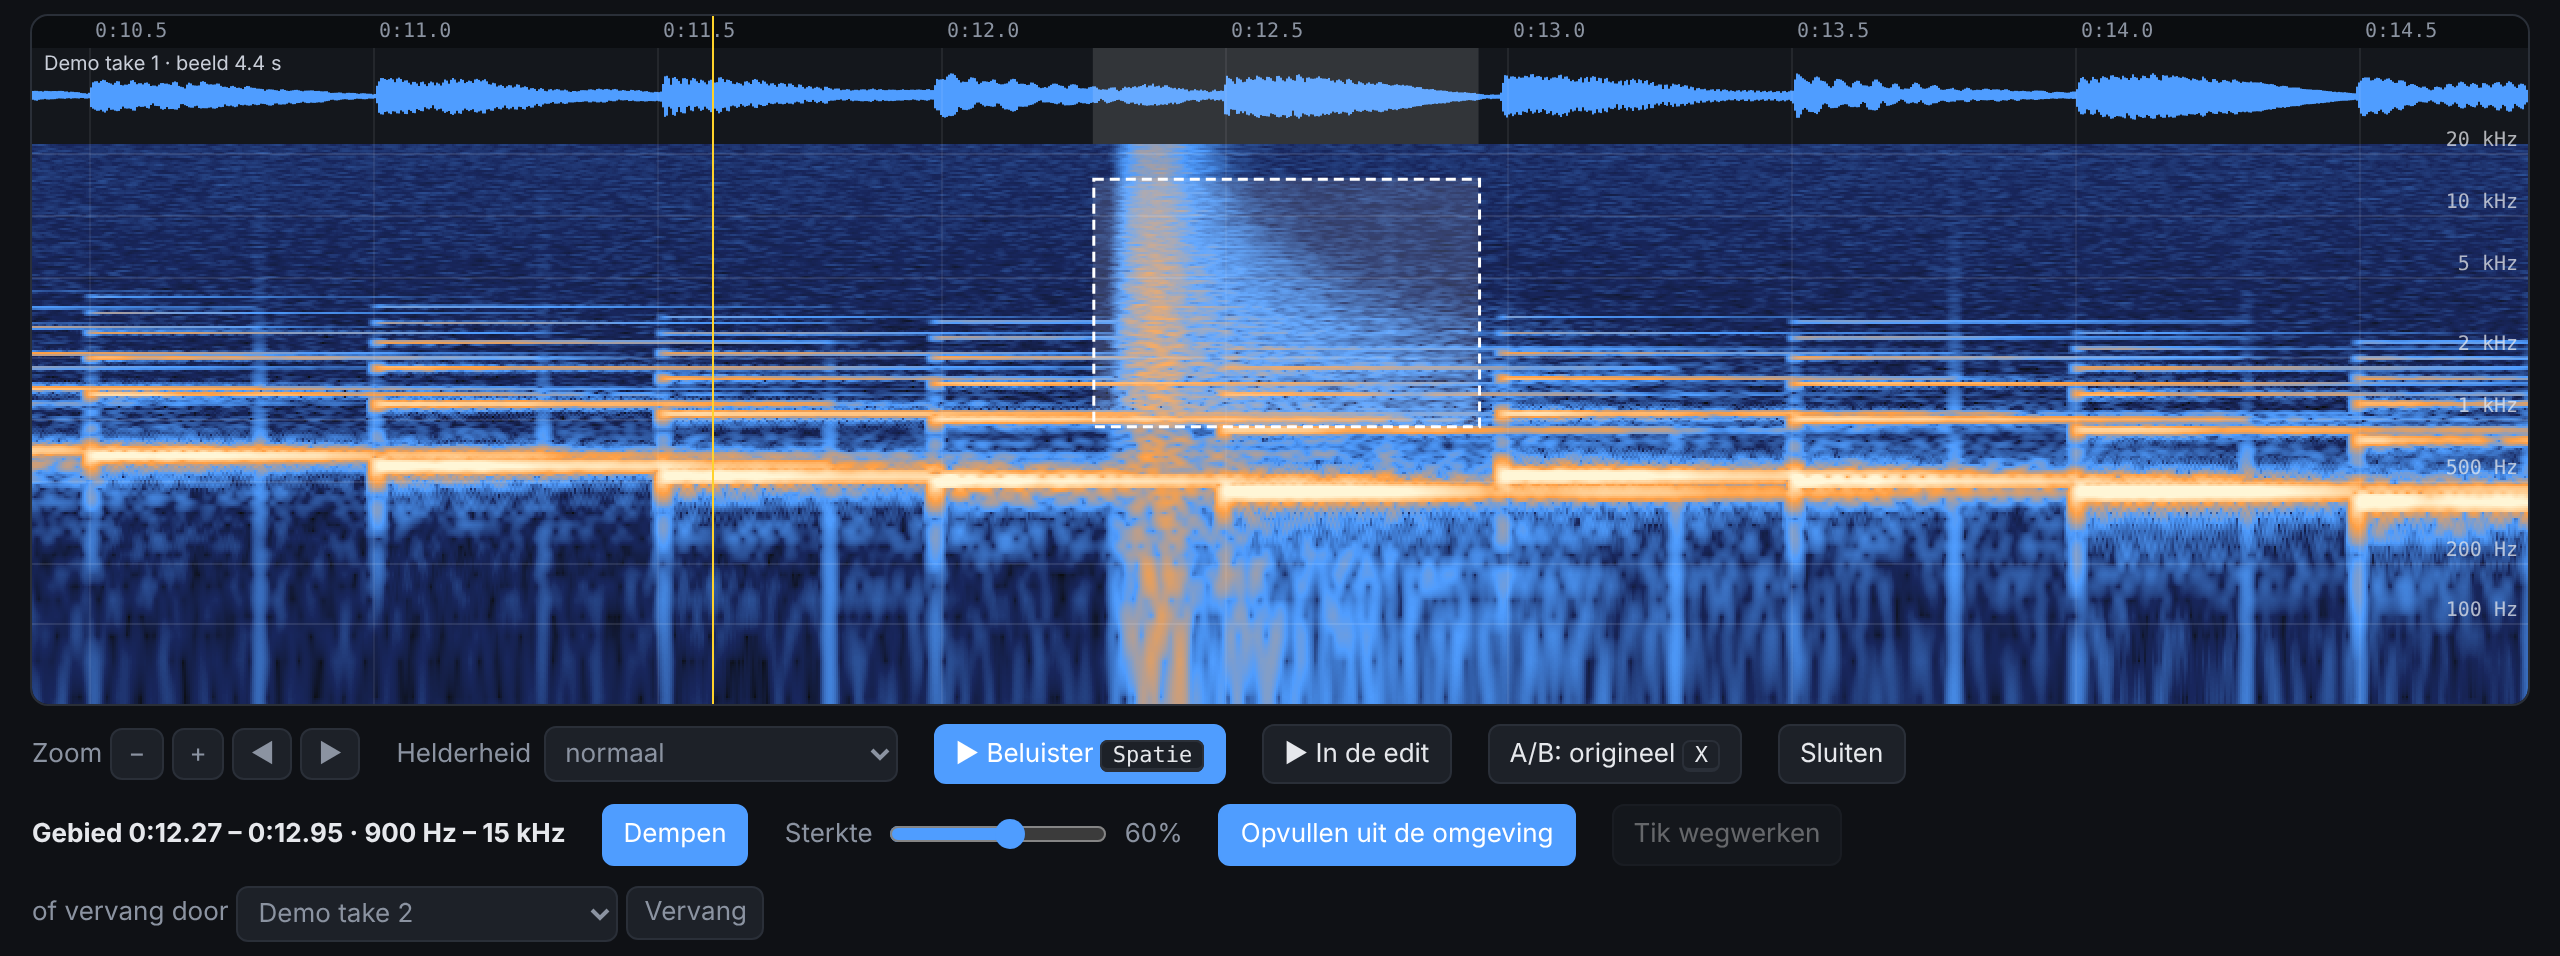 0:10.5 0:11.0 0:11.5 0:12.0 0:12.5 0:13.0 0:13.5 0:14.0 0:14.5
Demo take 1 · beeld 4.4 s
20 kHz
10 kHz
5 kHz
2 kHz
1 kHz
500 Hz
200 Hz
100 Hz
Zoom − + ◀ ▶ Helderheid normaal ▶ Beluister Spatie ▶ In de edit A/B: origineel X Sluiten
Gebied 0:12.27 – 0:12.95 · 900 Hz – 15 kHz Dempen Sterkte 60% Opvullen uit de omgeving Tik wegwerken
of vervang door Demo take 2 Vervang